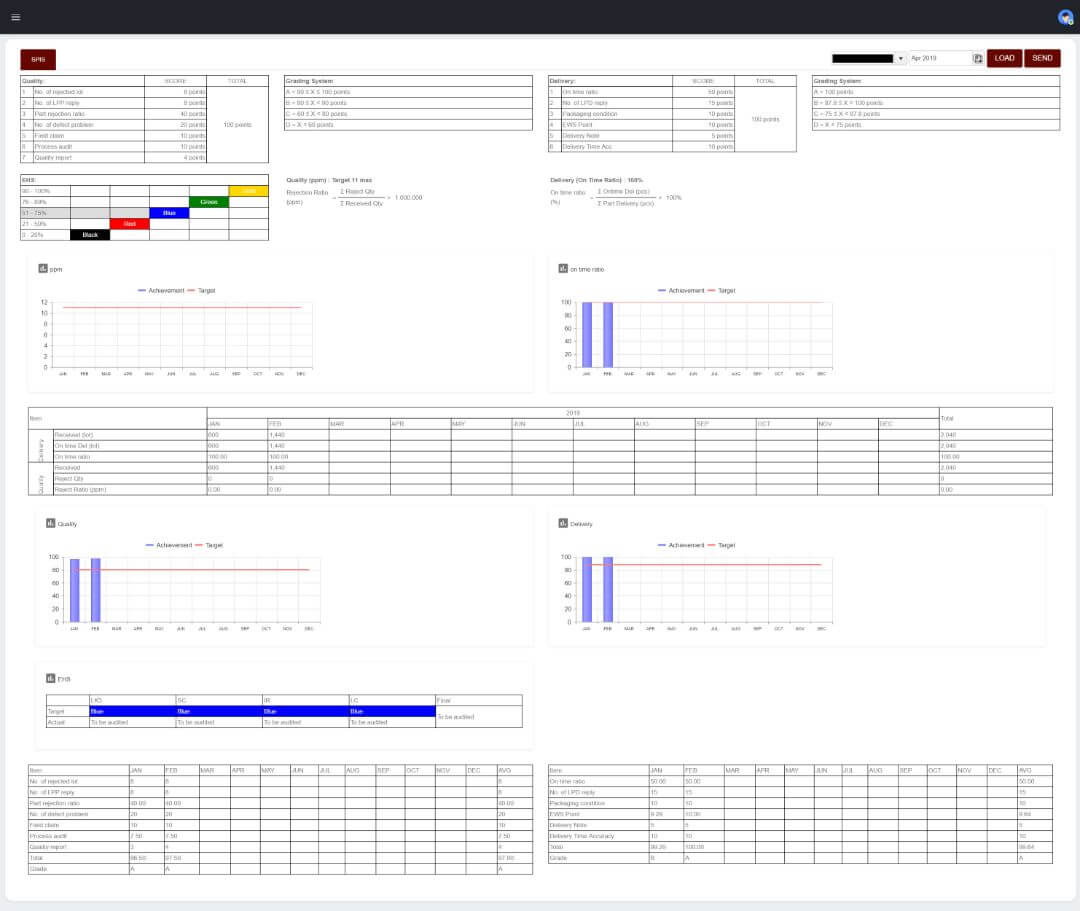 SPIS
Apr 2019
LOAD
SEND
Quality: SCORE TOTAL
1 No. of rejected lot 8 points
2 No. of LPP reply 8 points
3 Part rejection ratio 40 points
4 No. of defect problem 20 points
5 Field claim 10 points
6 Process audit 10 points
7 Quality report 4 points
100 points
Grading System:
A = 90 ≤ X ≤ 100 points
B = 80 ≤ X < 90 points
C = 60 ≤ X < 80 points
D = X < 60 points
Delivery: SCORE TOTAL
1 On time ratio 50 points
2 No. of LPD reply 15 points
3 Packaging condition 10 points
4 EWS Point 10 points
5 Delivery Note 5 points
6 Delivery Time Acc. 10 points
100 points
Grading System:
A = 100 points
B = 97.8 ≤ X < 100 points
C = 75 ≤ X < 97.8 points
D = X < 75 points
EHS:
76 - 89% Green
51 - 75% Blue
21 - 50% Red
Black
Quality (ppm) : Target 11 max
Rejection Ratio (ppm) = Σ Reject Qty / Σ Received Qty × 1.000.000
Delivery (On Time Ratio) : 100%
On time ratio (%) = Σ Ontime Del (pcs) / Σ Part Delivery (pcs) × 100%
ppm
Achievement Target
12
10
8
6
4
2
0
JAN FEB MAR APR MAY JUN JUL AUG SEP OCT NOV DEC
on time ratio
Achievement Target
100
80
60
40
20
0
JAN FEB MAR APR MAY JUN JUL AUG SEP OCT NOV DEC
Item 2019 Total
JAN FEB MAR APR MAY JUN JUL AUG SEP OCT NOV DEC
Delivery
Received (lot) 600 1,440 2,040
On time Del (lot) 600 1,440 2,040
On time ratio 100.00 100.00 100.00
Quality
Received 600 1,440 2,040
Reject Qty 0 0 0
Reject Ratio (ppm) 0.00 0.00 0.00
Quality
Achievement Target
100
80
60
40
20
0
JAN FEB MAR APR MAY JUN JUL AUG SEP OCT NOV DEC
Delivery
Achievement Target
100
80
60
40
20
0
JAN FEB MAR APR MAY JUN JUL AUG SEP OCT NOV DEC
EHS
SC IR LC Final
Target Blue Blue Blue Blue
Actual To be audited To be audited To be audited To be audited
To be audited
Item JAN FEB MAR APR MAY JUN JUL AUG SEP OCT NOV DEC AVG
No. of rejected lot 8 8 8
No. of LPP reply 8 8 8
Part rejection ratio 40.00 40.00 40.00
No. of defect problem 20 20 20
Field claim 10 10 10
Process audit 7.50 7.50 7.50
Quality report 3 4 4
Total 96.50 97.50 97.00
Grade A A A
Item JAN FEB MAR APR MAY JUN JUL AUG SEP OCT NOV DEC AVG
On time ratio 50.00 50.00 50.00
No. of LPD reply 15 15 15
Packaging condition 10 10 10
EWS Point 9.28 10.00 9.64
Delivery Note 5 5 5
Delivery Time Accuracy 10 10 10
Total 99.28 100.00 99.64
Grade B A A